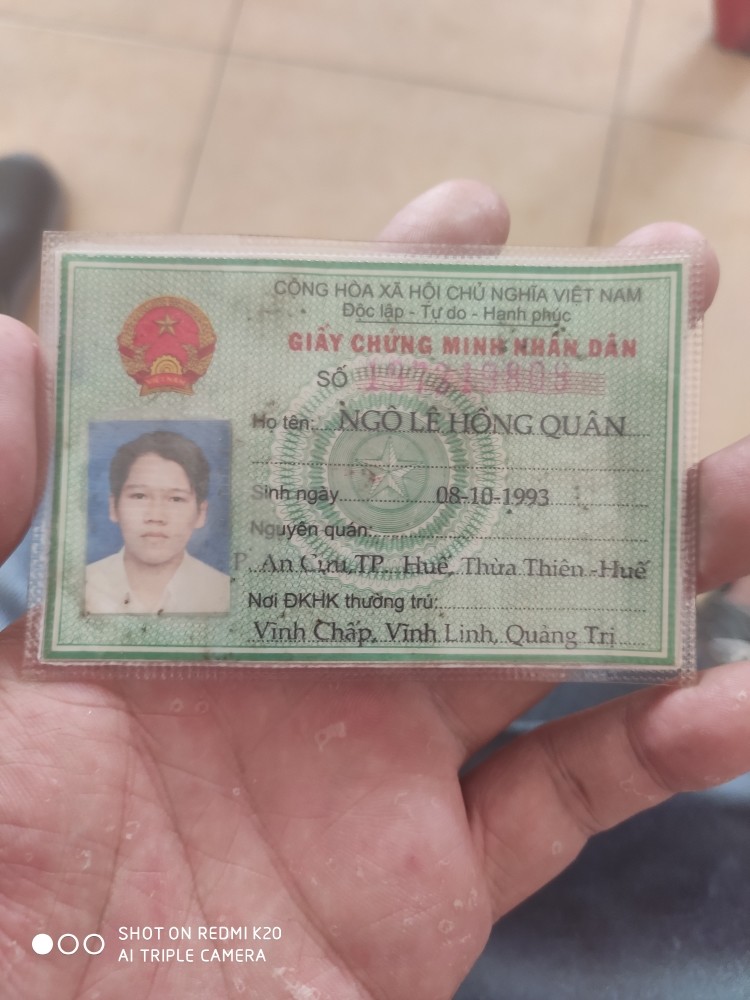 CỘNG HÒA XÃ HỘI CHỦ NGHĨA VIỆT NAM
Độc lập - Tự do - Hạnh phúc
GIẤY CHỨNG MINH NHÂN DÂN
SỐ
Họ tên: NGÔ LÊ HỒNG QUÂN
Sinh ngày 08-10-1993
Nguyên quán:
P. An Cựu, TP. Huế, Thừa Thiên -Huế
Nơi ĐKHK thường trú:
Vĩnh Chấp, Vĩnh Linh, Quảng Trị
VIỆT NAM
SHOT ON REDMI K20
AI TRIPLE CAMERA